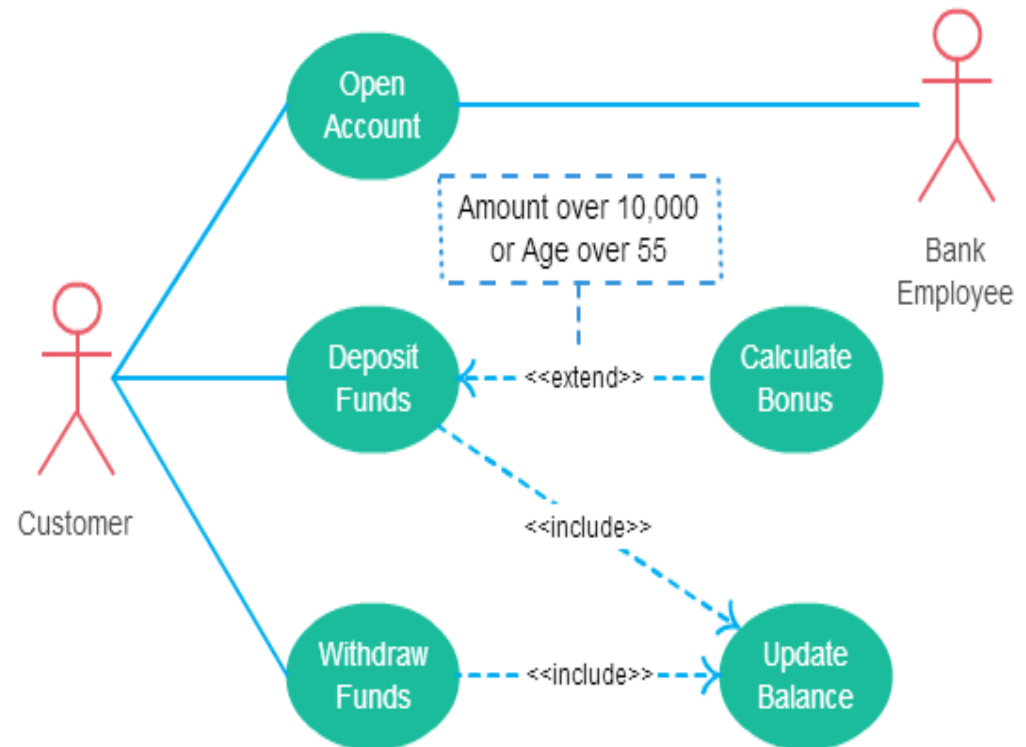 Open
Account
Amount over 10,000
or Age over 55
Bank
Employee
Deposit
Funds
<<extend>>
Calculate
Bonus
Customer
<<include>>
Withdraw
Funds
<<include>>
Update
Balance